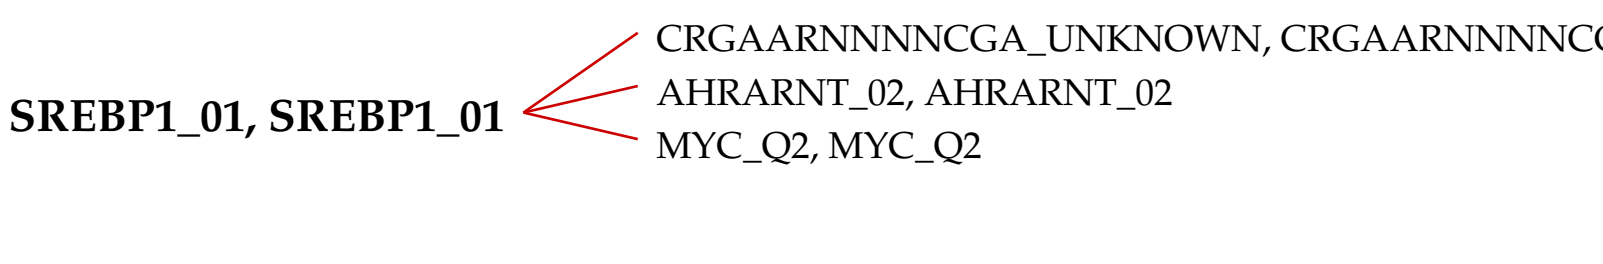 CRGAARNNNNCGA_UNKNOWN, CRGAARNNNNC
AHRARNT_02, AHRARNT_02
SREBP1_01, SREBP1_01
MYC_Q2, MYC_Q2